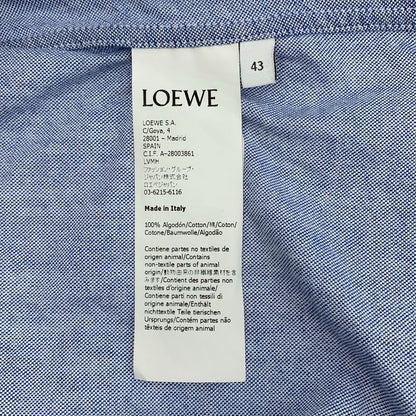 43
LOEWE
LOEWE S.A.
C/Goya, 4
28001 – Madrid
SPAIN
C.I.F. A-28003861
LVMH
ファッション・グループ・
ジャパン株式会社
ロエベジャパン
03-6215-6116
Made in Italy
100% Algodón/Cotton/綿/Coton/
Cotone/Baumwolle/Algodão
Contiene partes no textiles de
origen animal/Contains
non-textile parts of animal
origin/動物由来の非繊維素材を含
みます/Contient des parties non
textiles d'origine animale/
Contiene parti non tessili di
origine animale/Enthält
nichttextile Teile tierischen
Ursprungs/Contém partes não
têxteis de origem animal